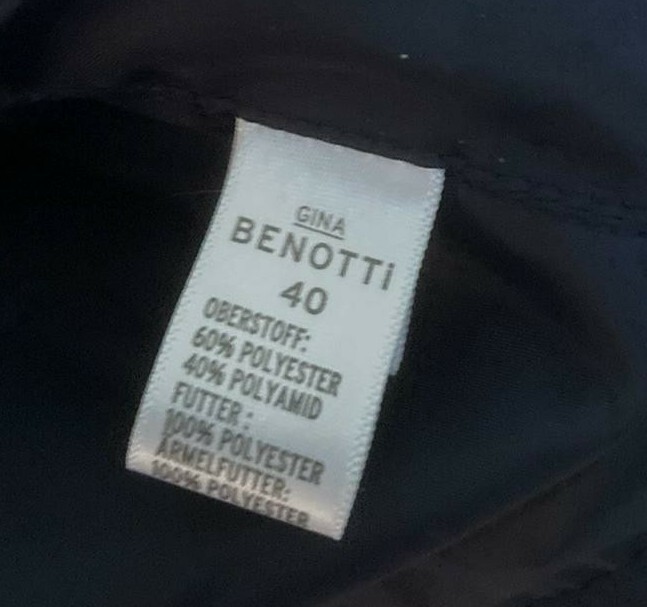 GINA
BENOTTi
40
OBERSTOFF:
60% POLYESTER
40% POLYAMID
FUTTER :
100% POLYESTER
ÄRMELFUTTER:
100% POLYESTER